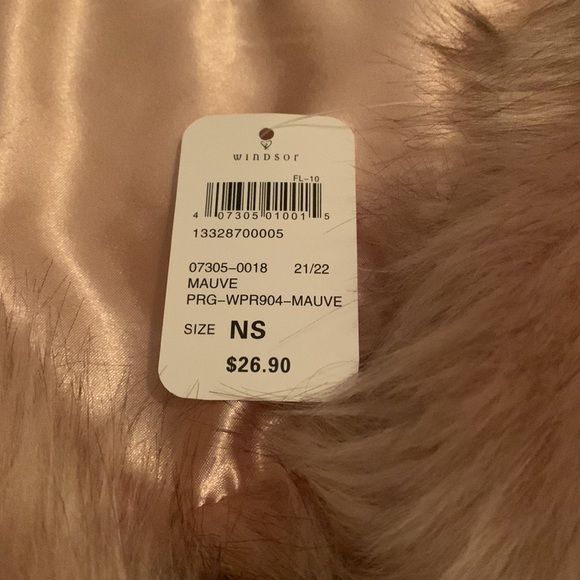 windsor
FL-10
4 07305 01001 5
13328700005
07305-0018 21/22
MAUVE
PRG-WPR904-MAUVE
SIZE NS
$26.90